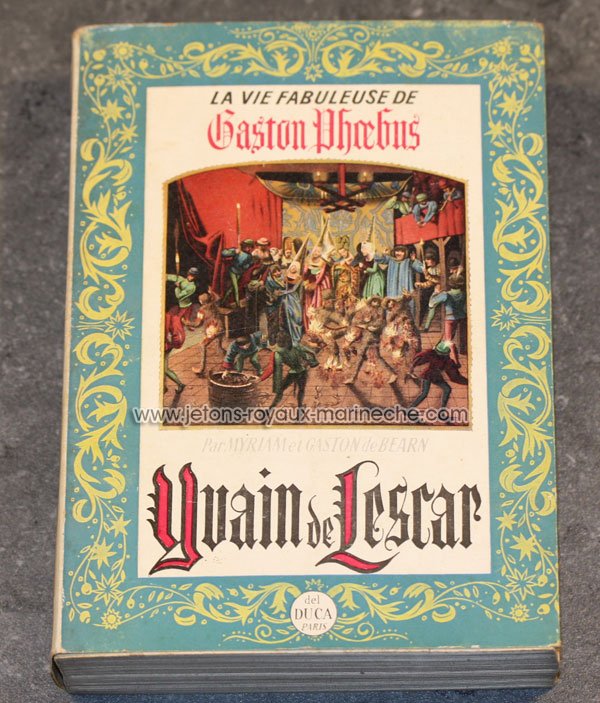 LA VIE FABULEUSE DE
Gaston Phœbus
www.jetons-royaux-marineche.com
Par MYRIAM et GASTON de BEARN
Yvain de Lescar
del
DUCA
PARIS